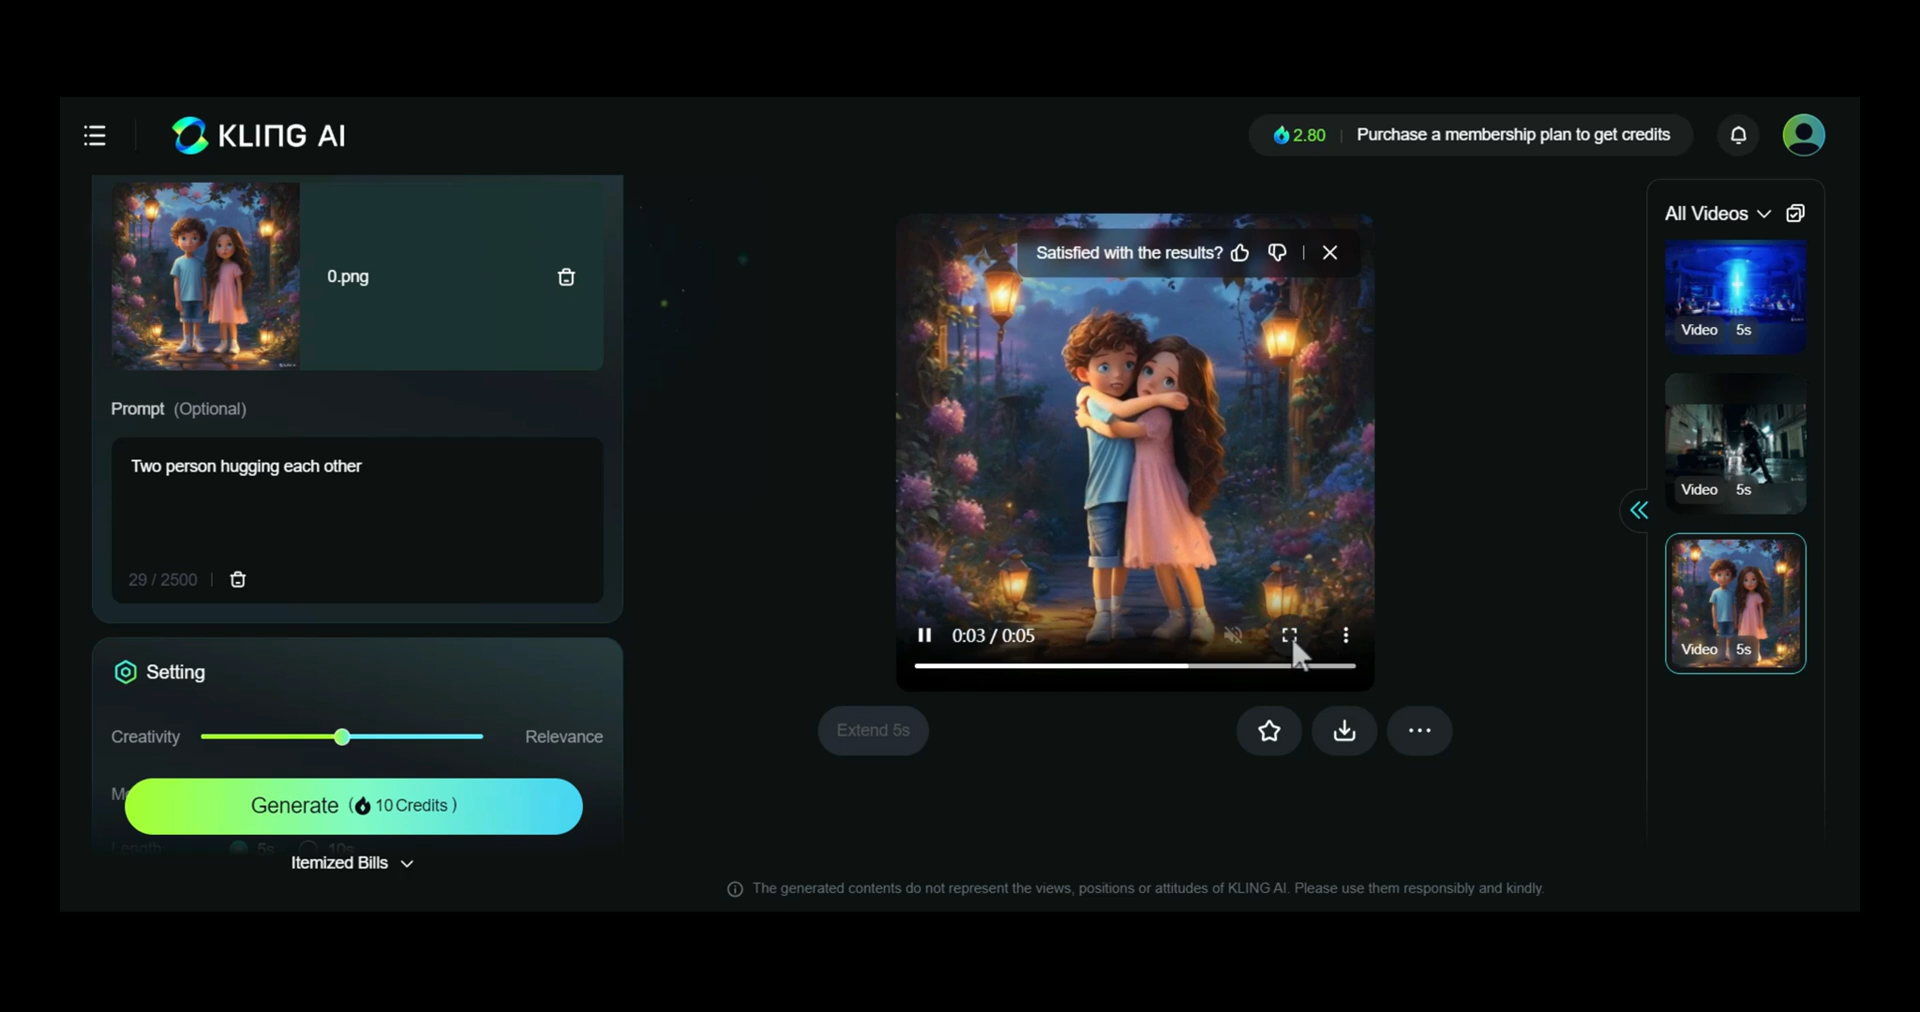 KLING AI
2.80 | Purchase a membership plan to get credits
0.png
Prompt (Optional)
Two person hugging each other
29 / 2500
Setting
Creativity
Relevance
Generate ( 10 Credits )
Length
5s
10s
Itemized Bills
Satisfied with the results?
0:03 / 0:05
Extend 5s
The generated contents do not represent the views, positions or attitudes of KLING AI. Please use them responsibly and kindly.
All Videos
Video 5s
Video 5s
Video 5s